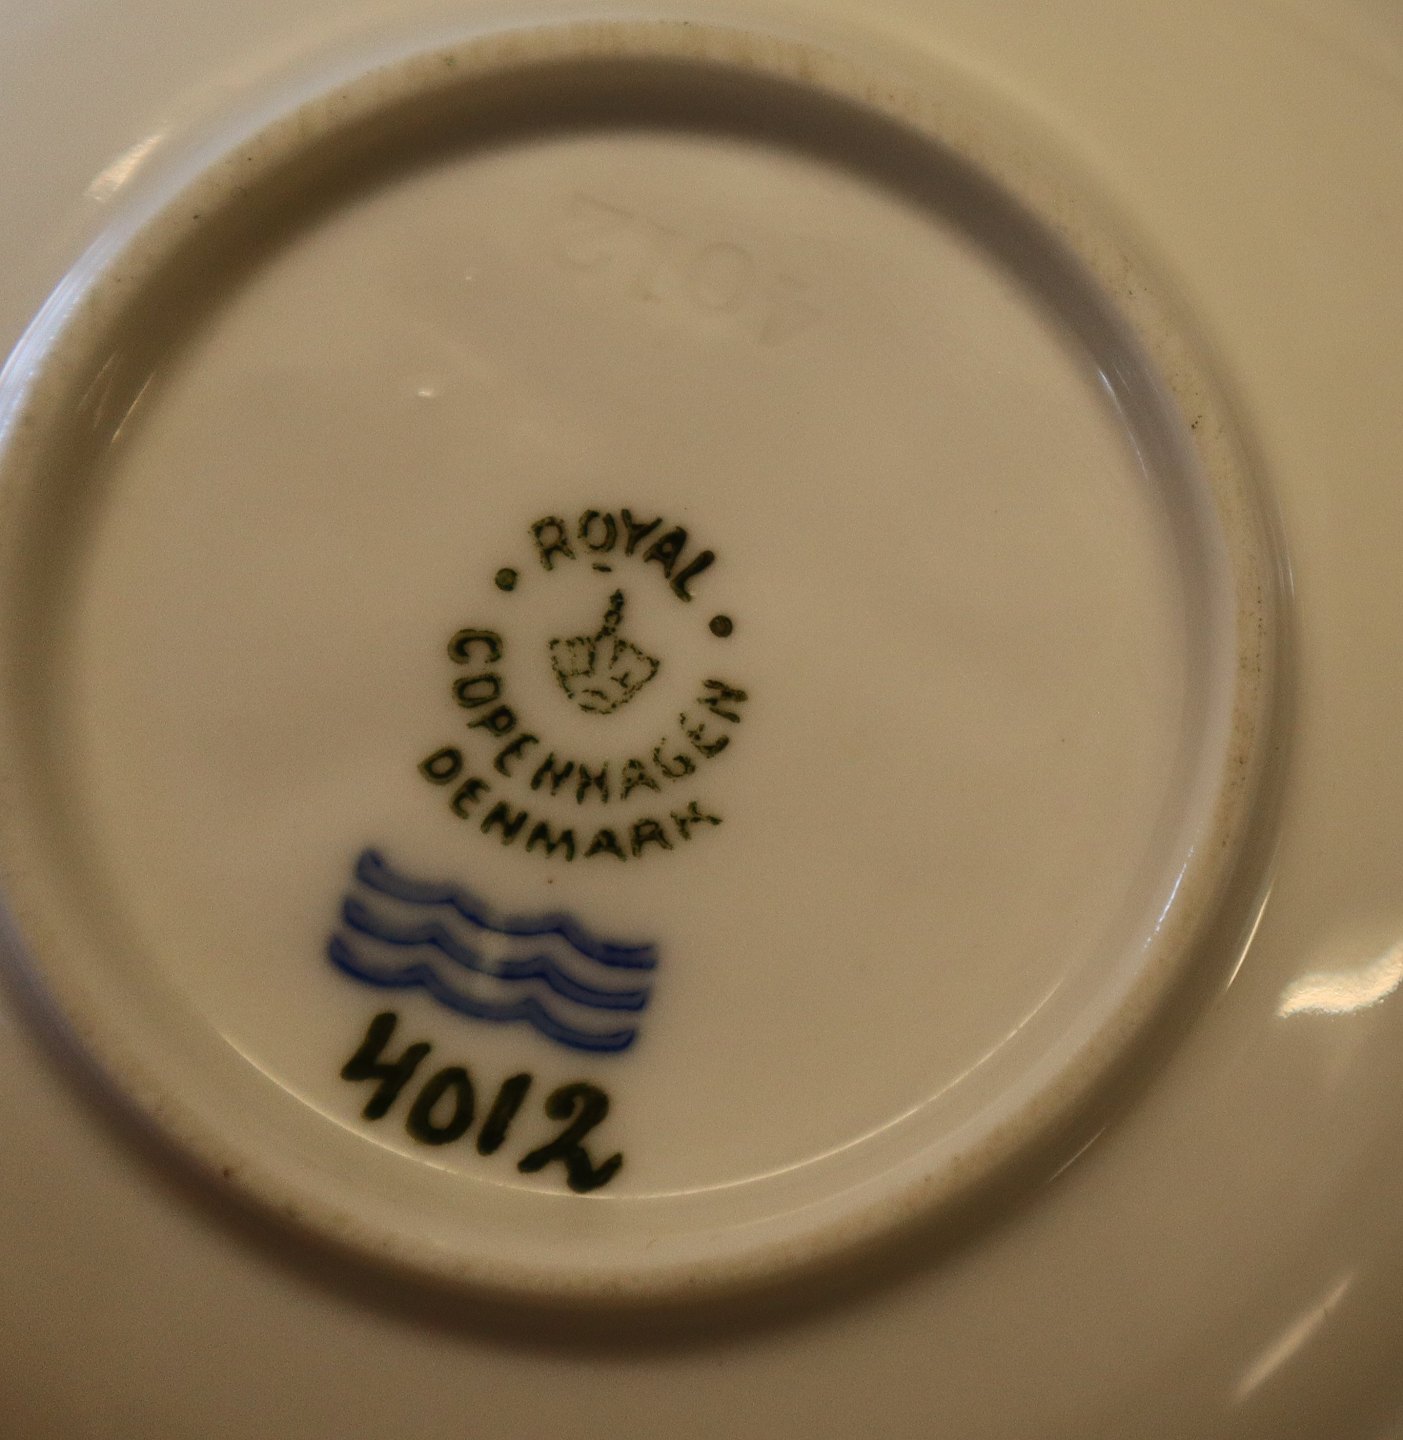 ROYAL
COPENHAGEN
DENMARK
4012